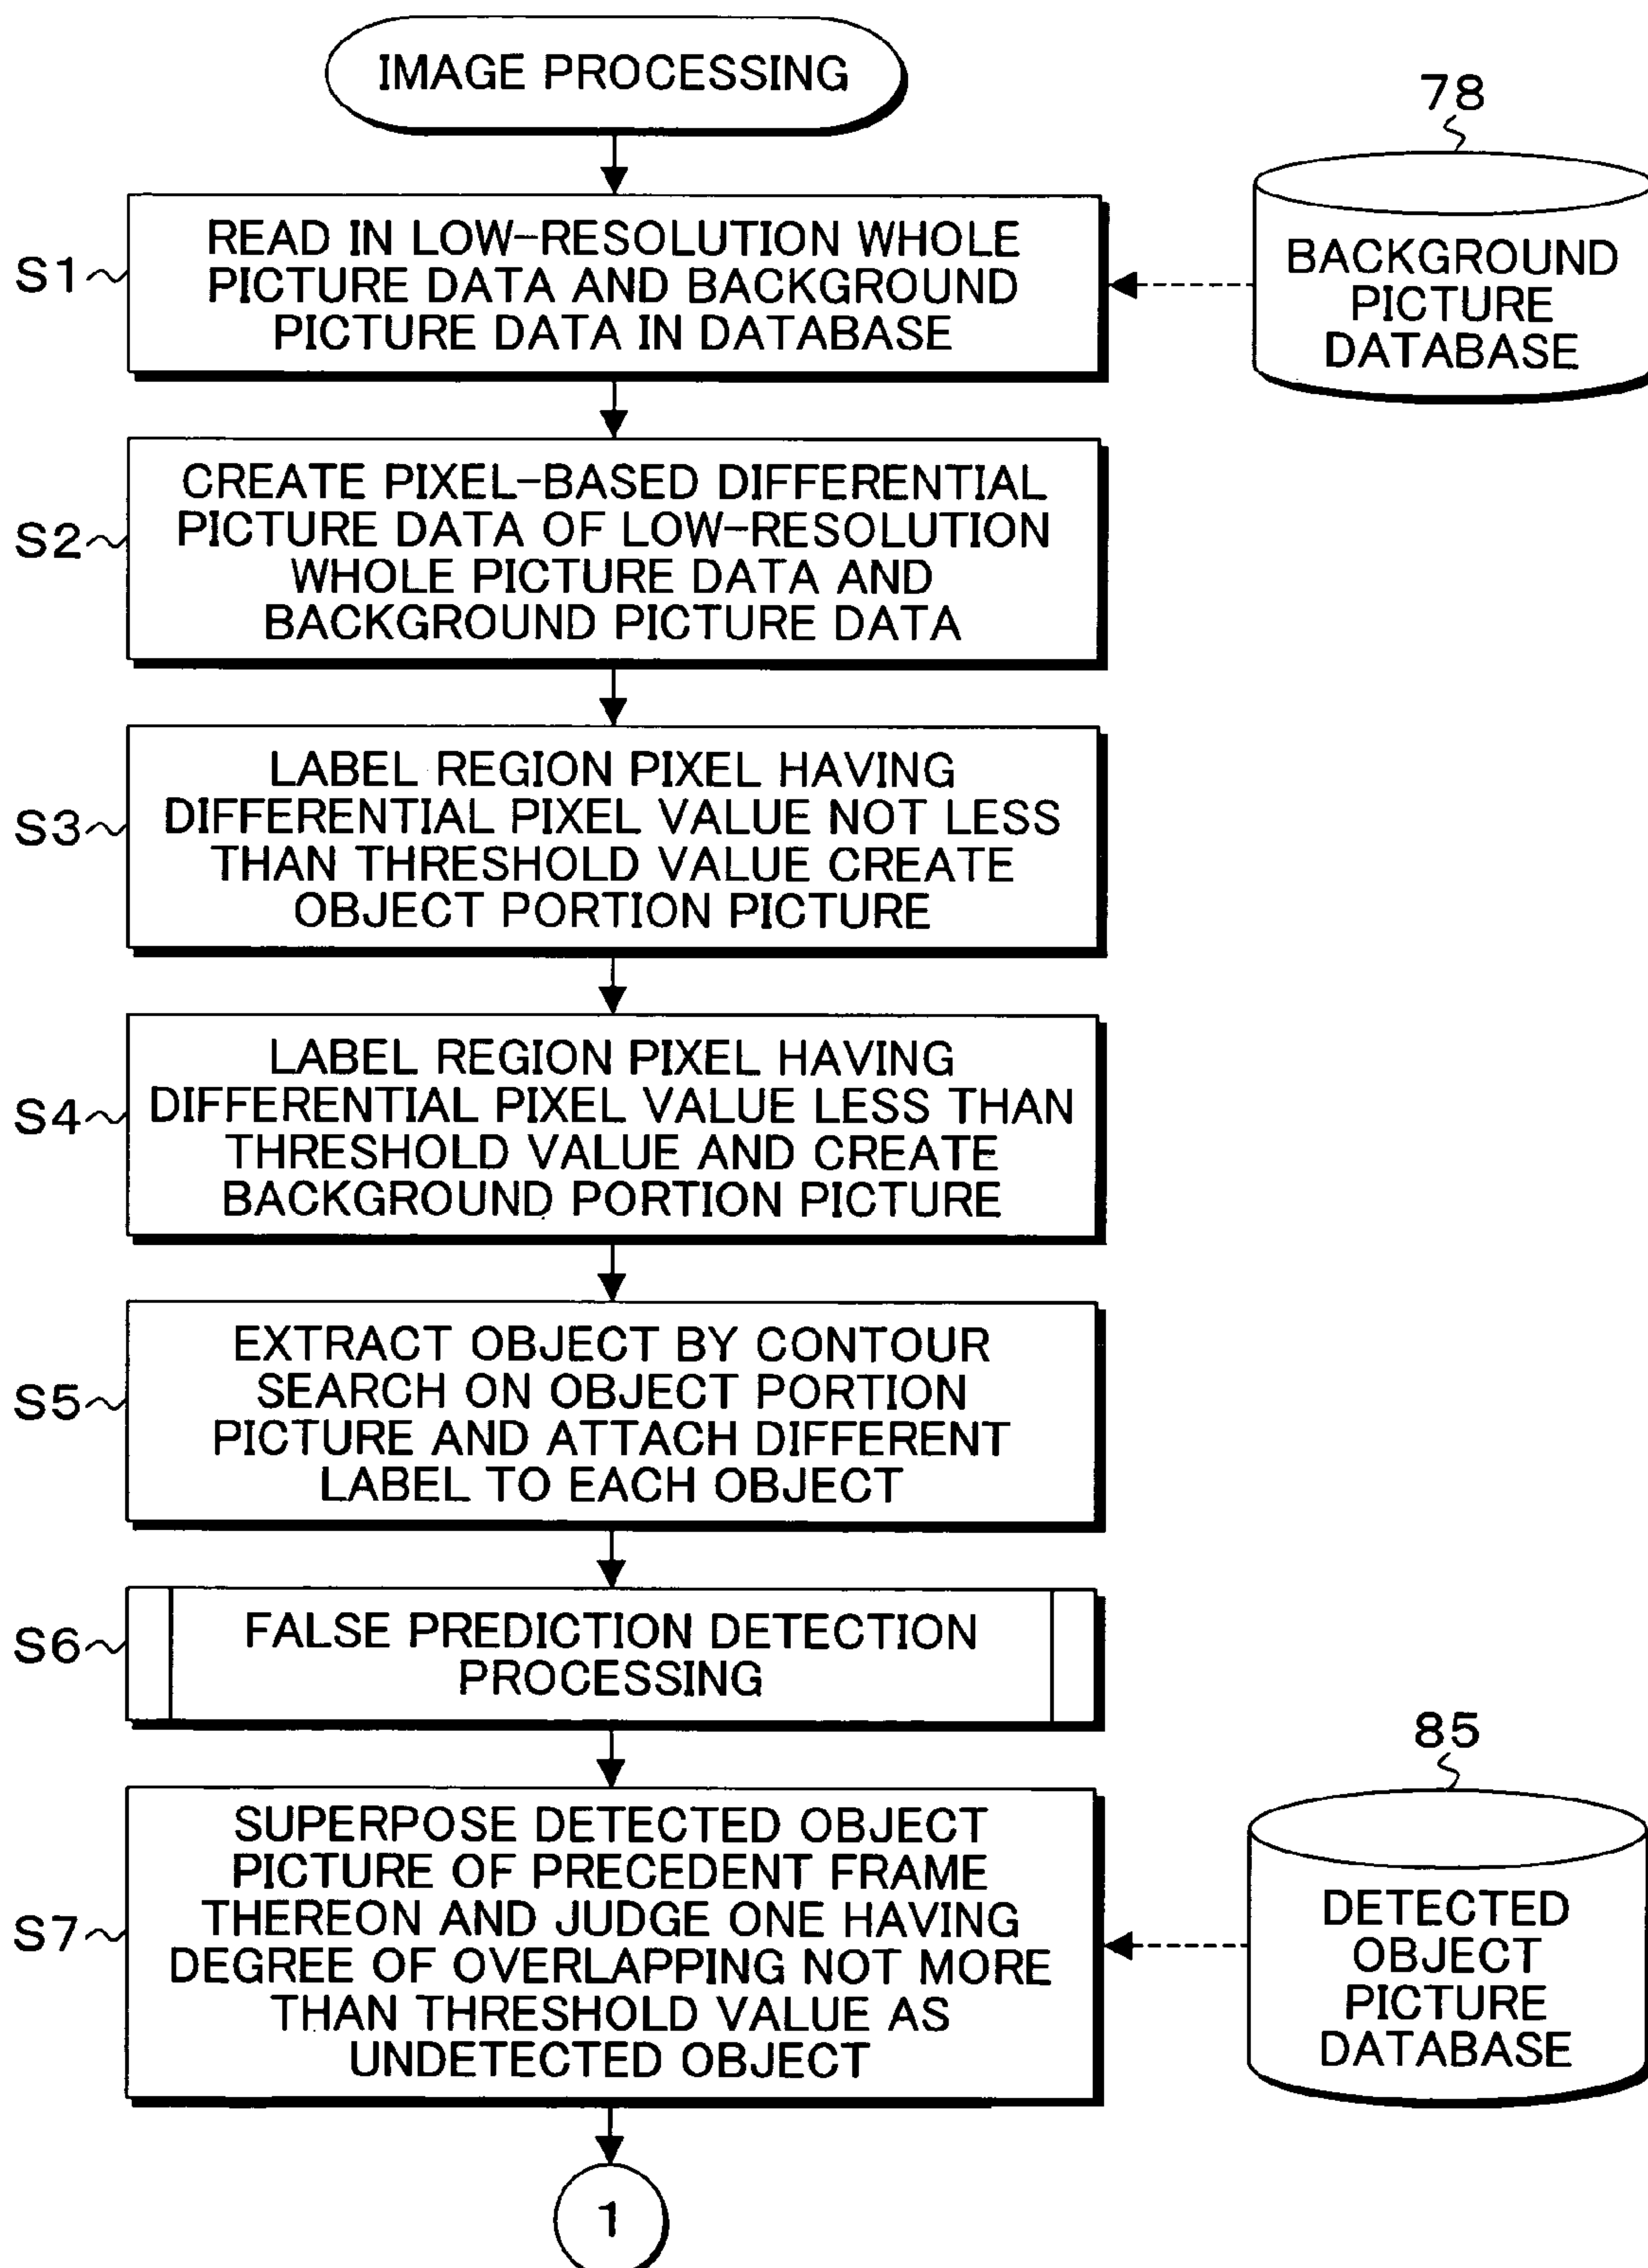 IMAGE PROCESSING
78
S1
READ IN LOW-RESOLUTION WHOLE
PICTURE DATA AND BACKGROUND
PICTURE DATA IN DATABASE
BACKGROUND
PICTURE
DATABASE
S2
CREATE PIXEL-BASED DIFFERENTIAL
PICTURE DATA OF LOW-RESOLUTION
WHOLE PICTURE DATA AND
BACKGROUND PICTURE DATA
S3
LABEL REGION PIXEL HAVING
DIFFERENTIAL PIXEL VALUE NOT LESS
THAN THRESHOLD VALUE CREATE
OBJECT PORTION PICTURE
S4
LABEL REGION PIXEL HAVING
DIFFERENTIAL PIXEL VALUE LESS THAN
THRESHOLD VALUE AND CREATE
BACKGROUND PORTION PICTURE
S5
EXTRACT OBJECT BY CONTOUR
SEARCH ON OBJECT PORTION
PICTURE AND ATTACH DIFFERENT
LABEL TO EACH OBJECT
S6
FALSE PREDICTION DETECTION
PROCESSING
85
S7
SUPERPOSE DETECTED OBJECT
PICTURE OF PRECEDENT FRAME
THEREON AND JUDGE ONE HAVING
DEGREE OF OVERLAPPING NOT MORE
THAN THRESHOLD VALUE AS
UNDETECTED OBJECT
DETECTED
OBJECT
PICTURE
DATABASE
1